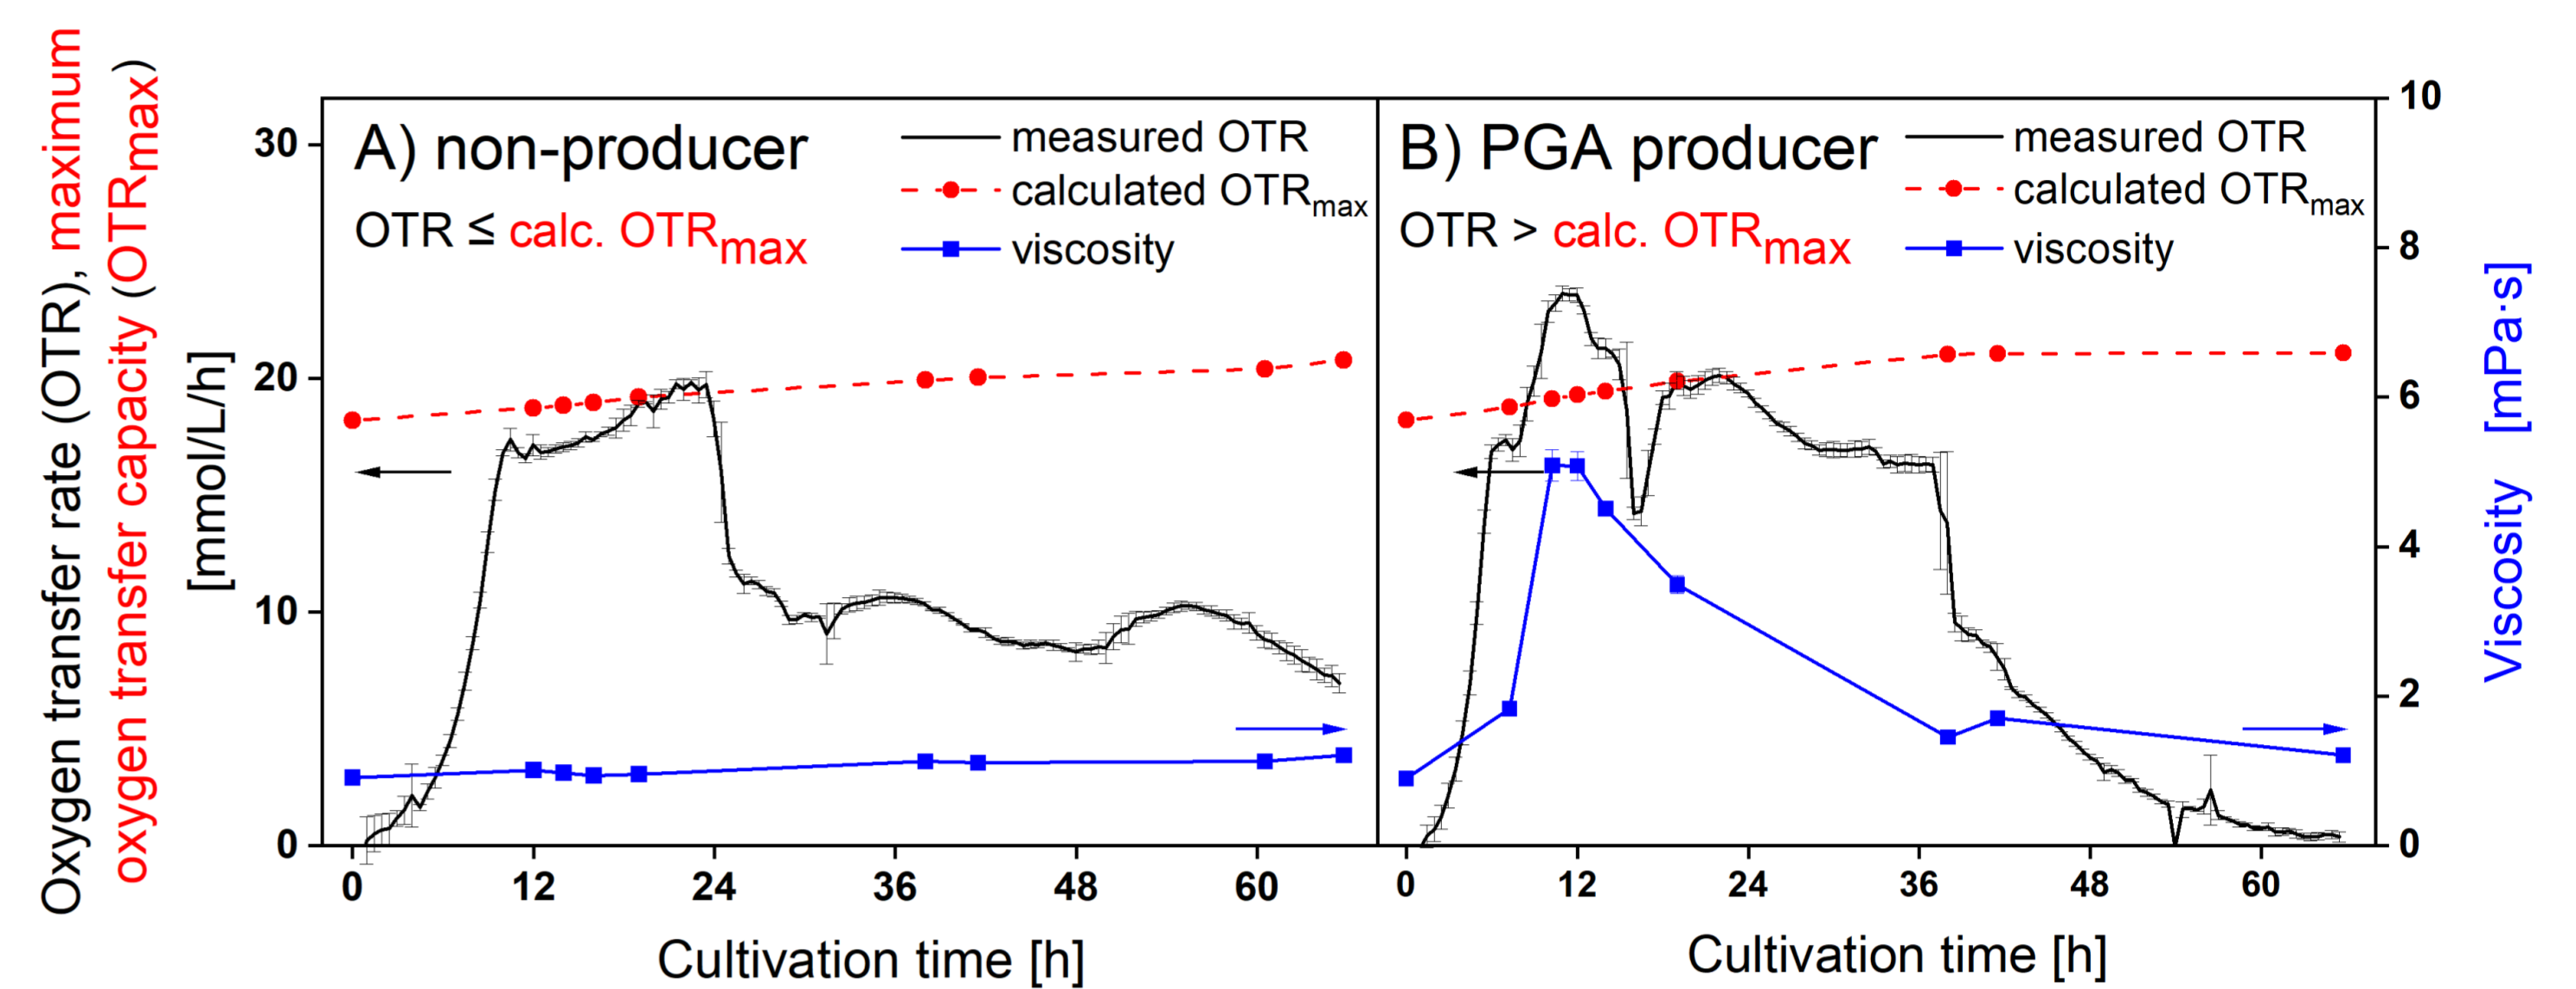 Oxygen transfer rate (OTR), maximum
oxygen transfer capacity (OTRmax)
[mmol/L/h]
30
20
10
0
A) non-producer
OTR ≤ calc. OTRmax
measured OTR
calculated OTRmax
viscosity
0 12 24 36 48 60
Cultivation time [h]
B) PGA producer
OTR > calc. OTRmax
measured OTR
calculated OTRmax
viscosity
0 12 24 36 48 60
Cultivation time [h]
10
8
6
4
2
0
Viscosity [mPa·s]